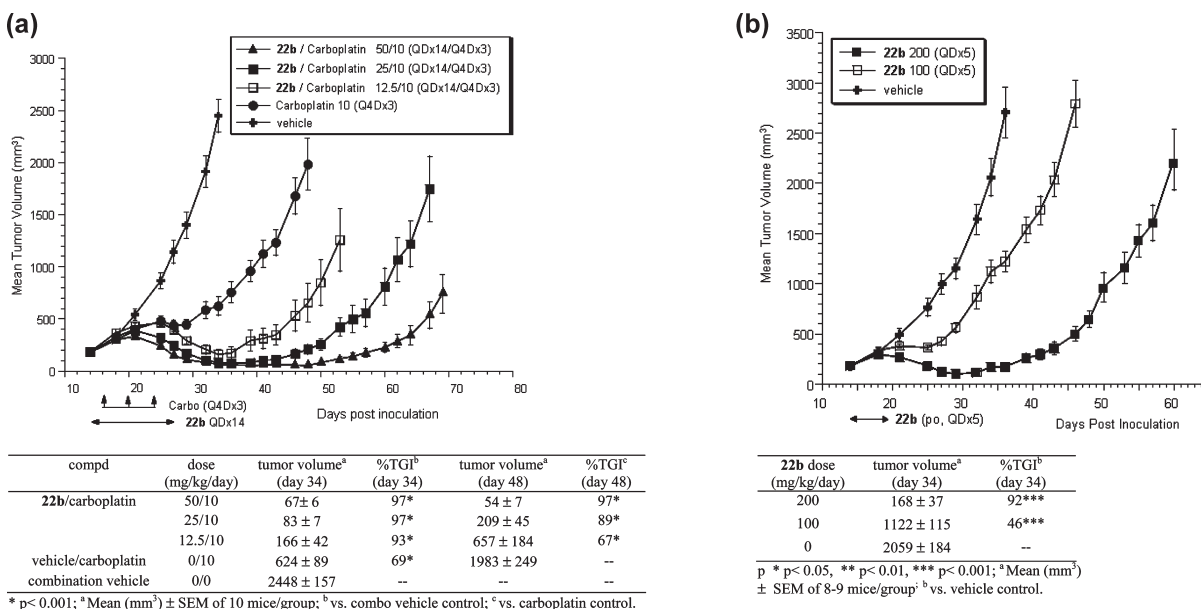 (a)
22b / Carboplatin 50/10 (QDx14/Q4Dx3)
22b / Carboplatin 25/10 (QDx14/Q4Dx3)
22b / Carboplatin 12.5/10 (QDx14/Q4Dx3)
Carboplatin 10 (Q4Dx3)
vehicle
Mean Tumor Volume (mm³)
3000
2500
2000
1500
1000
500
0
10 20 30 40 50 60 70 80
Carbo (Q4Dx3)
Days post inoculation
22b QDx14
compd dose tumor volumeᵃ %TGIᵇ tumor volumeᵃ %TGIᶜ
(mg/kg/day) (day 34) (day 34) (day 48) (day 48)
22b/carboplatin 50/10 67± 6 97* 54 ± 7 97*
25/10 83 ± 7 97* 209 ± 45 89*
12.5/10 166 ± 42 93* 657 ± 184 67*
vehicle/carboplatin 0/10 624 ± 89 69* 1983 ± 249 --
combination vehicle 0/0 2448 ± 157 -- -- --
* p< 0.001; ᵃ Mean (mm³) ± SEM of 10 mice/group; ᵇ vs. combo vehicle control; ᶜ vs. carboplatin control.
(b)
22b 200 (QDx5)
22b 100 (QDx5)
vehicle
Mean Tumor Volume (mm³)
3500
3000
2500
2000
1500
1000
500
0
10 20 30 40 50 60
22b (po, QDx5)
Days Post Inoculation
22b dose tumor volumeᵃ %TGIᵇ
(mg/kg/day) (day 34) (day 34)
200 168 ± 37 92***
100 1122 ± 115 46***
0 2059 ± 184 --
p * p< 0.05, ** p< 0.01, *** p< 0.001; ᵃ Mean (mm³)
± SEM of 8-9 mice/group; ᵇ vs. vehicle control.